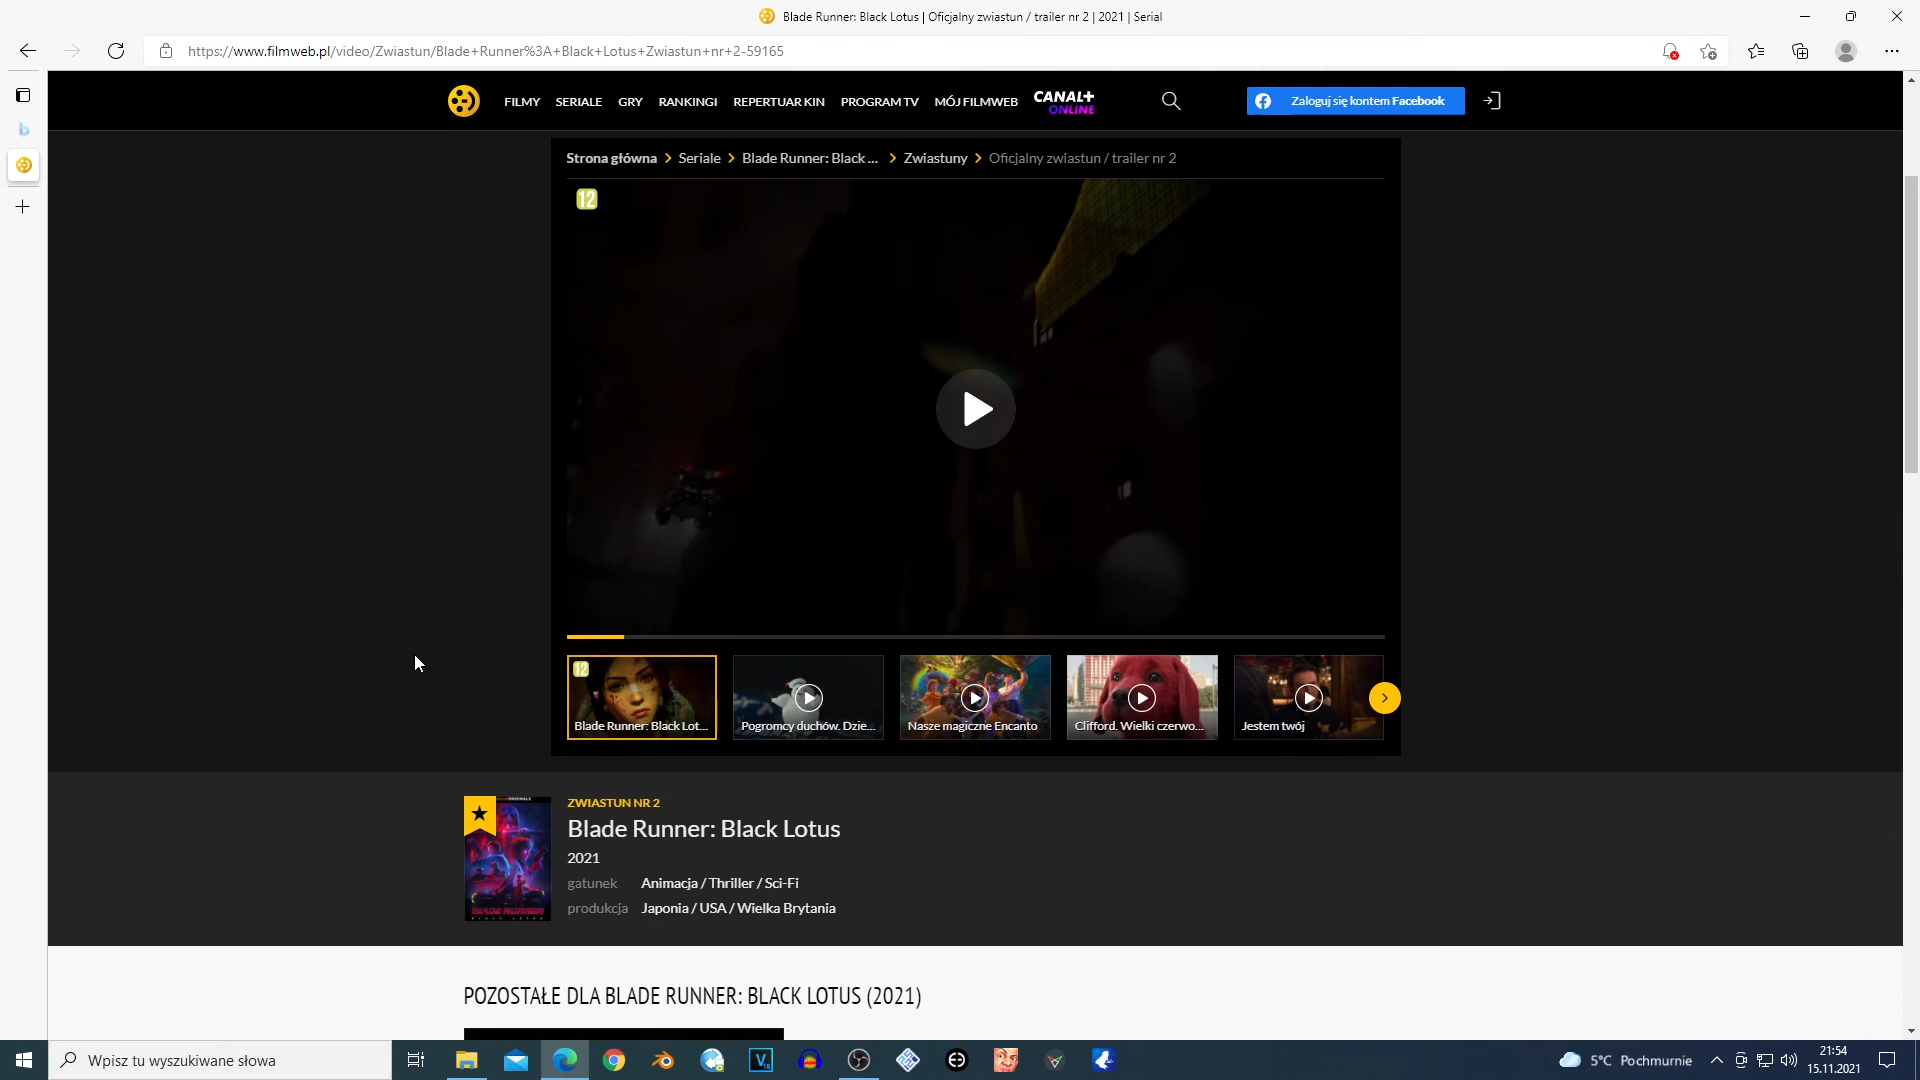 Blade Runner: Black Lotus | Oficjalny zwiastun / trailer nr 2 | 2021 | Serial
https://www.filmweb.pl/video/Zwiastun/Blade+Runner%3A+Black+Lotus+Zwiastun+nr+2-59165
FILMY SERIALE GRY RANKINGI REPERTUAR KIN PROGRAM TV MÓJ FILMWEB CANAL+ ONLINE Zaloguj się kontem Facebook
Strona główna > Seriale > Blade Runner: Black ... > Zwiastuny > Oficjalny zwiastun / trailer nr 2
12
12
Blade Runner: Black Lot... Pogromcy duchów. Dzie... Nasze magiczne Encanto Clifford. Wielki czerwo... Jestem twój
ZWIASTUN NR 2
Blade Runner: Black Lotus
2021
gatunek Animacja / Thriller / Sci-Fi
produkcja Japonia / USA / Wielka Brytania
BLADE RUNNER
POZOSTAŁE DLA BLADE RUNNER: BLACK LOTUS (2021)
Wpisz tu wyszukiwane słowa
5°C Pochmurnie
21:54
15.11.2021